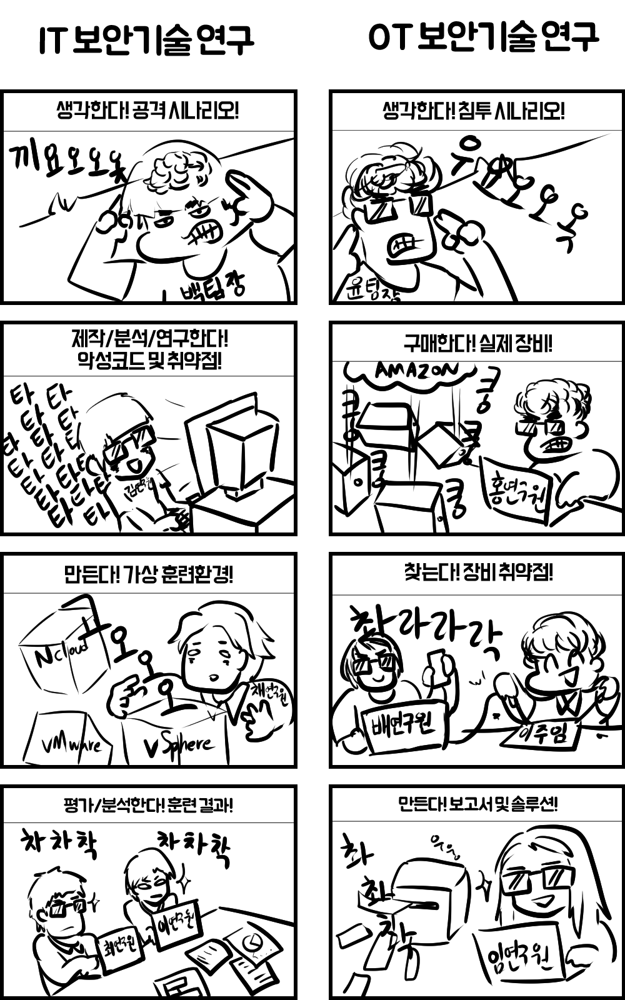 IT 보안기술 연구
생각한다! 공격 시나리오!
끼요오오옷
백팀장
제작/분석/연구한다!
악성코드 및 취약점!
타 타
타 타
타 타 타
타 타 타
타 타 타
타 타
김연구원
만든다! 가상 훈련환경!
Ncloud
뾰오오오
채연구원
VMware
vSphere
평가/분석한다! 훈련 결과!
차차착
차차착
최연구원
이연구원
OT 보안기술 연구
생각한다! 침투 시나리오!
윤팀장
구매한다! 실제 장비!
AMAZON
쿵
쿵
쿵
쿵
쿵
홍연구원
찾는다! 장비 취약점!
촤라라락
배연구원
이주임
만든다! 보고서 및 솔루션!
촤
촤
촥
우웅
임연구원